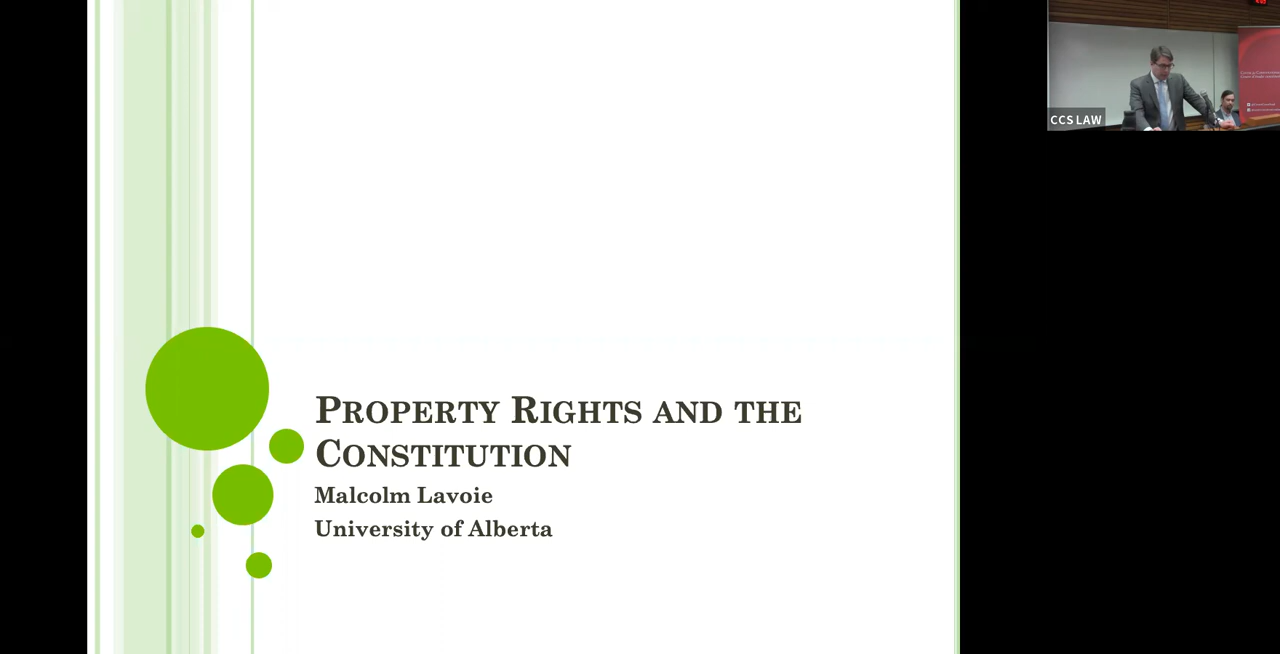 PROPERTY RIGHTS AND THE
CONSTITUTION
Malcolm Lavoie
University of Alberta
CCS LAW